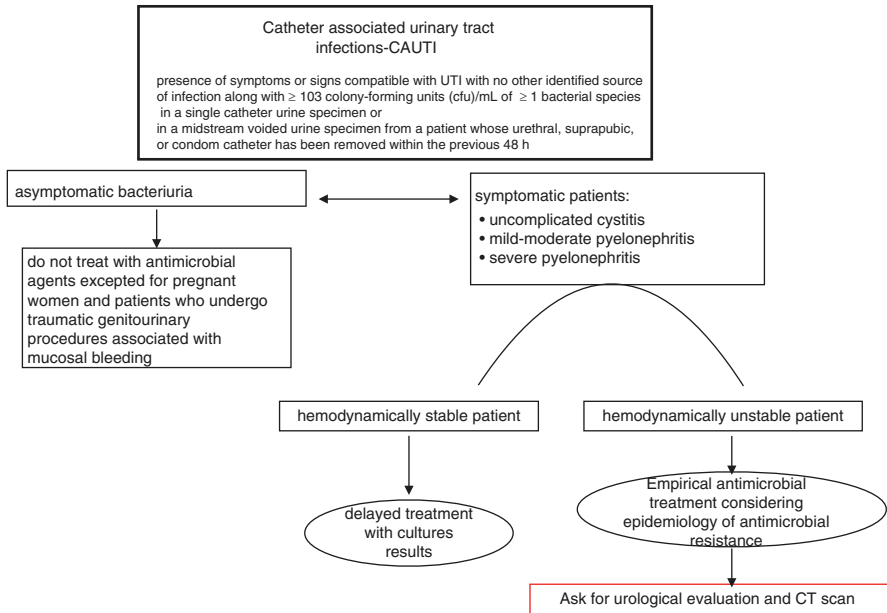 Catheter associated urinary tract
infections-CAUTI
presence of symptoms or signs compatible with UTI with no other identified source
of infection along with ≥ 103 colony-forming units (cfu)/mL of ≥ 1 bacterial species
in a single catheter urine specimen or
in a midstream voided urine specimen from a patient whose urethral, suprapubic,
or condom catheter has been removed within the previous 48 h
asymptomatic bacteriuria
symptomatic patients:
• uncomplicated cystitis
• mild-moderate pyelonephritis
• severe pyelonephritis
do not treat with antimicrobial
agents excepted for pregnant
women and patients who undergo
traumatic genitourinary
procedures associated with
mucosal bleeding
hemodynamically stable patient
hemodynamically unstable patient
delayed treatment
with cultures
results
Empirical antimicrobial
treatment considering
epidemiology of antimicrobial
resistance
Ask for urological evaluation and CT scan